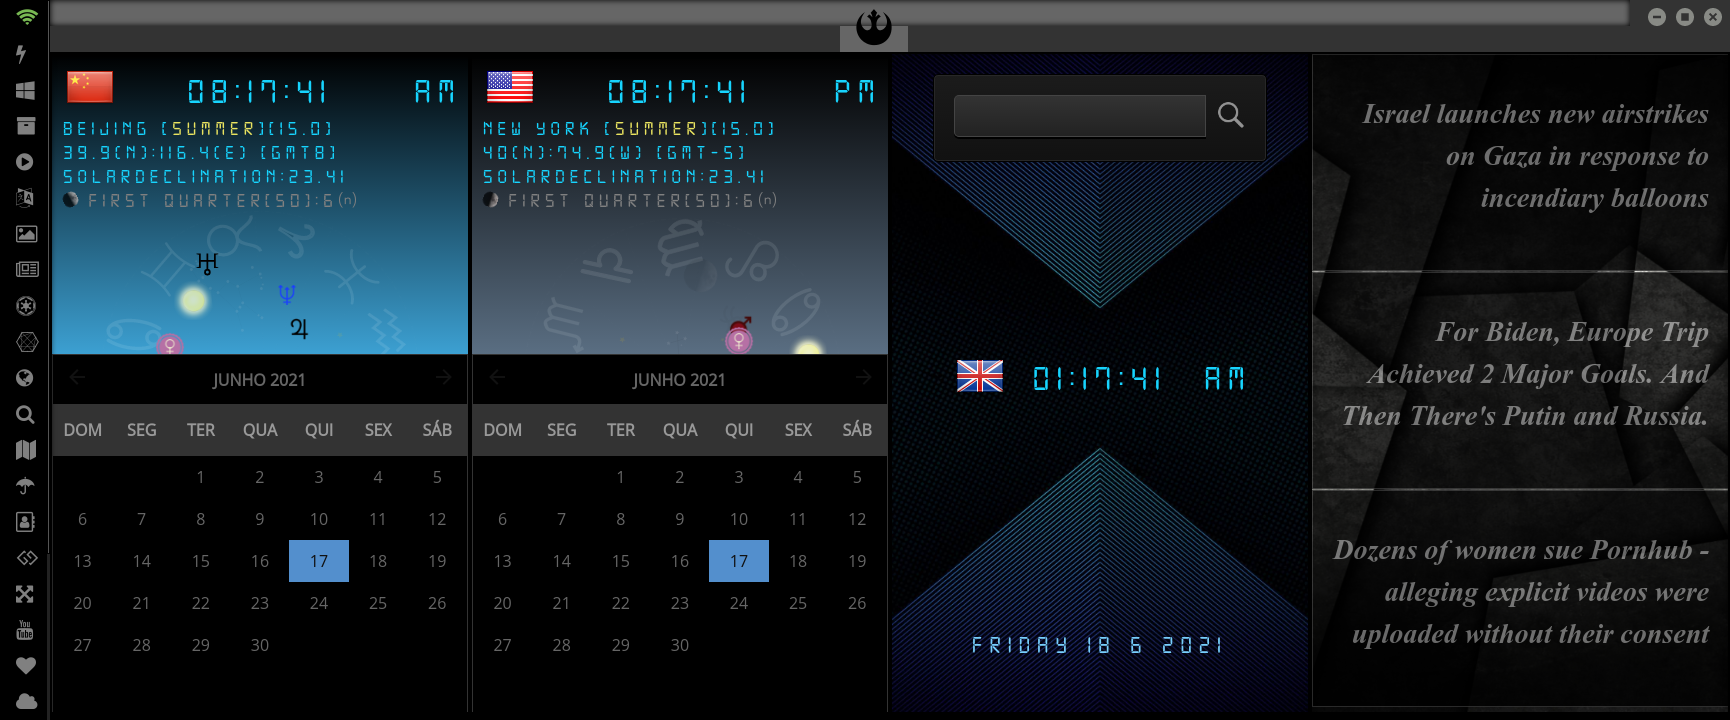 08:17:41 AM
BEIJING [SUMMER][15.0]
39.9(N):116.4(E) [GMT8]
SOLARDECLINATION:23.41
FIRST QUARTER(50):6(n)
JUNHO 2021
DOM SEG TER QUA QUI SEX SÁB
1 2 3 4 5
6 7 8 9 10 11 12
13 14 15 16 17 18 19
20 21 22 23 24 25 26
27 28 29 30
08:17:41 PM
NEW YORK [SUMMER][15.0]
40(N):74.9(W) [GMT-5]
SOLARDECLINATION:23.41
FIRST QUARTER(50):6(n)
JUNHO 2021
DOM SEG TER QUA QUI SEX SÁB
1 2 3 4 5
6 7 8 9 10 11 12
13 14 15 16 17 18 19
20 21 22 23 24 25 26
27 28 29 30
01:17:41 AM
FRIDAY 18 6 2021
Israel launches new airstrikes
on Gaza in response to
incendiary balloons
For Biden, Europe Trip
Achieved 2 Major Goals. And
Then There's Putin and Russia.
Dozens of women sue Pornhub -
alleging explicit videos were
uploaded without their consent
You
Tube